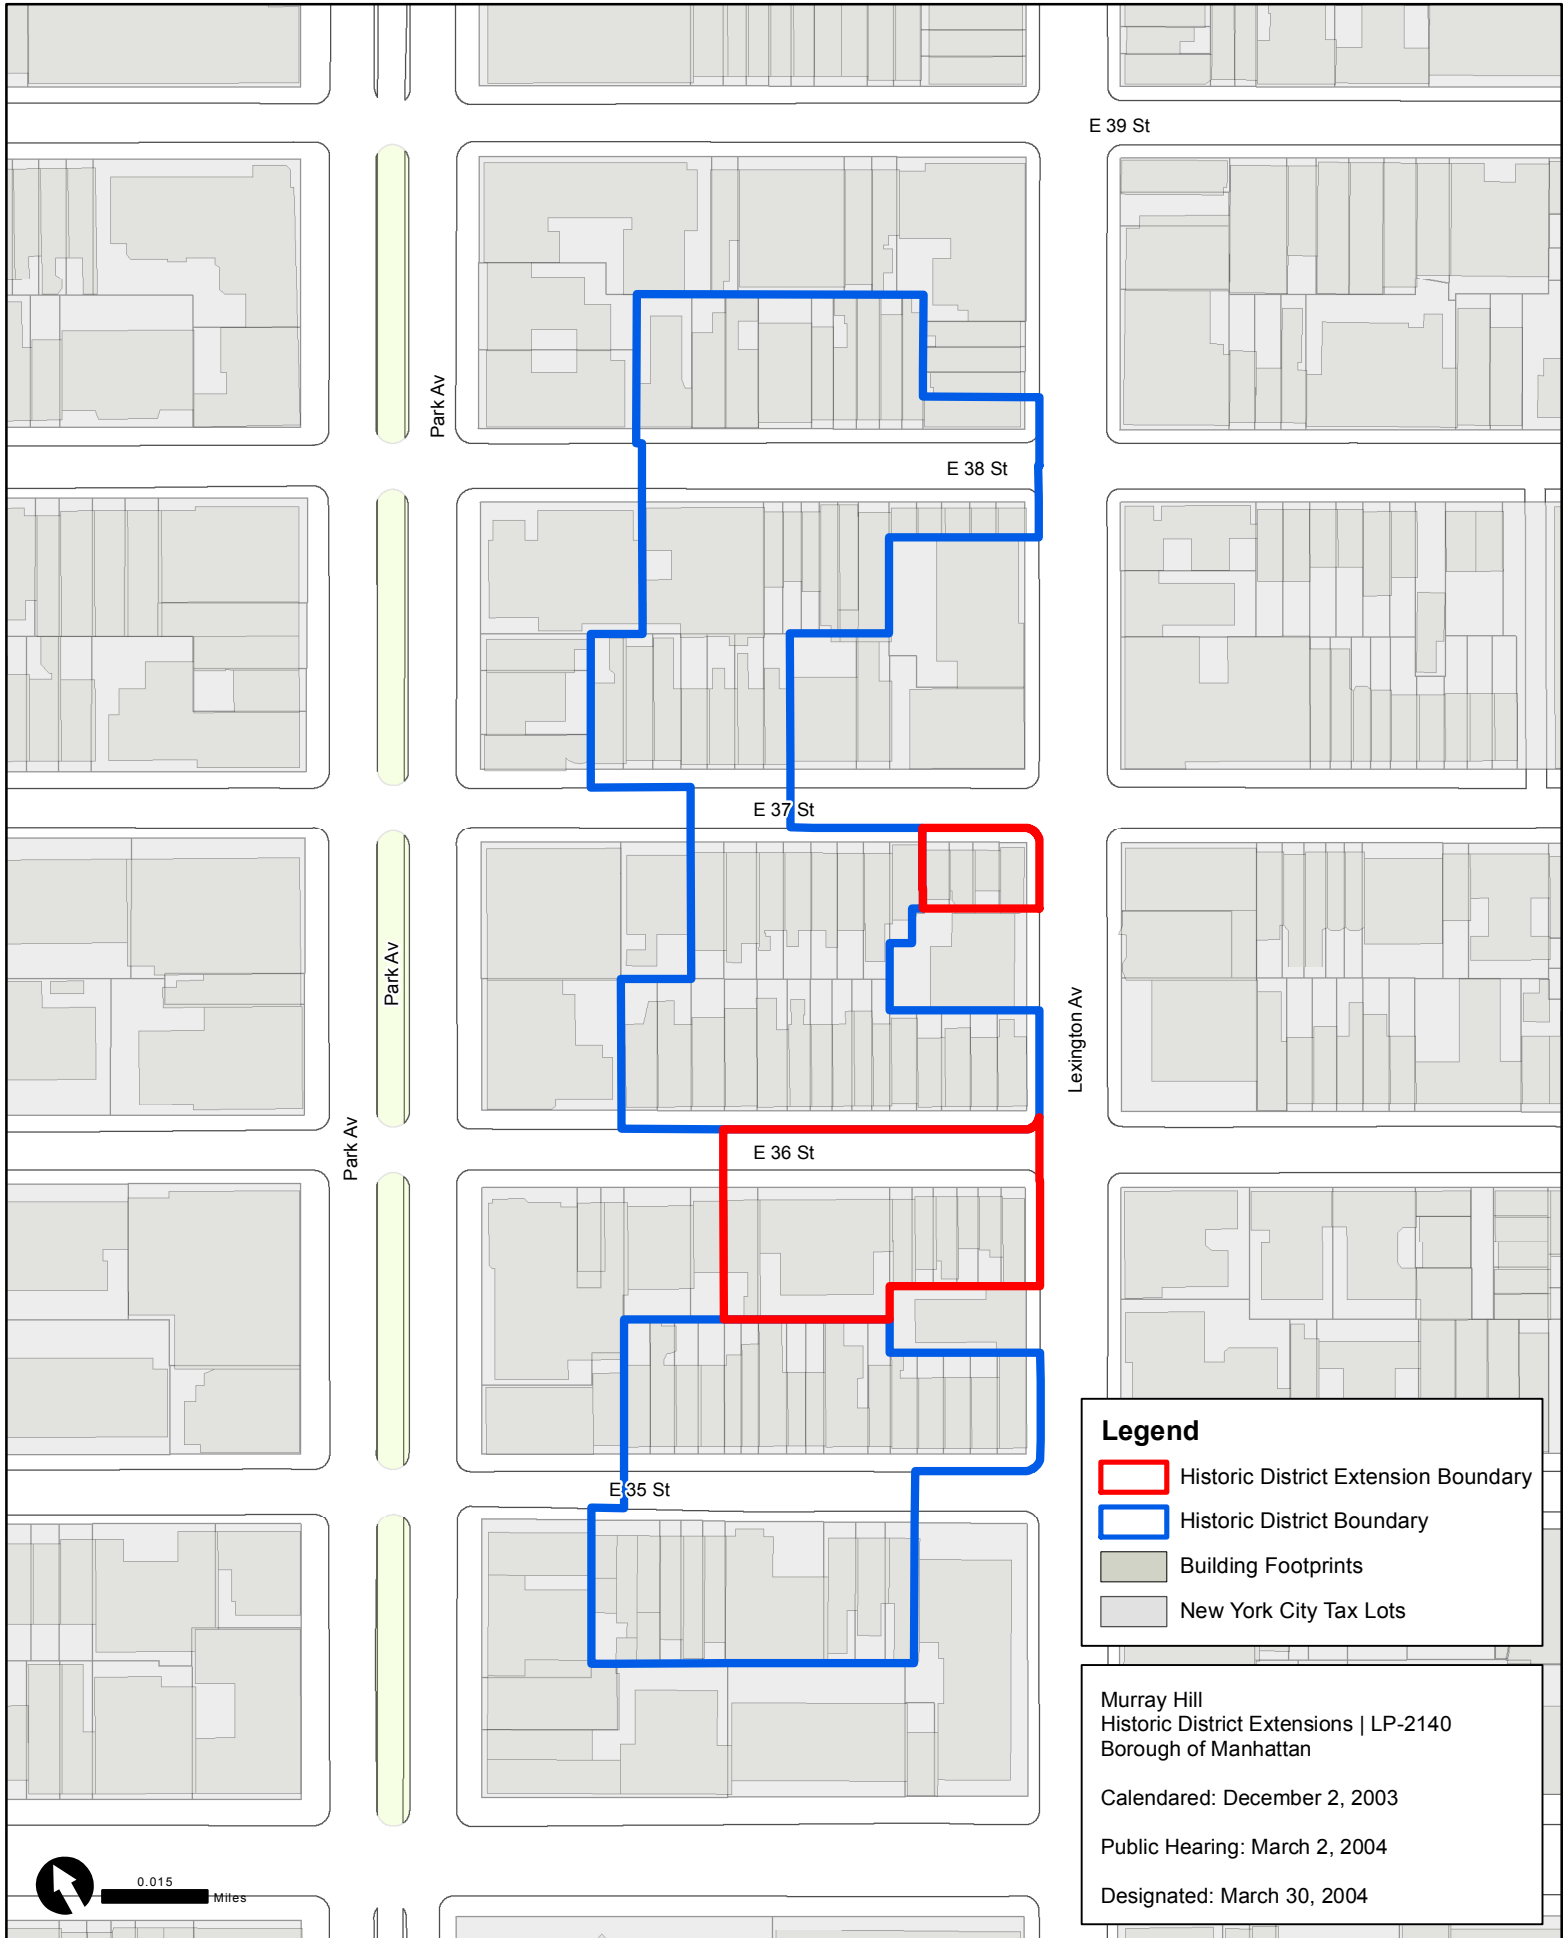 E 39 St
Park Av
E 38 St
E 37 St
Park Av
Lexington Av
Park Av
E 36 St
E 35 St
Legend
Historic District Extension Boundary
Historic District Boundary
Building Footprints
New York City Tax Lots
Murray Hill
Historic District Extensions | LP-2140
Borough of Manhattan
Calendared: December 2, 2003
Public Hearing: March 2, 2004
Designated: March 30, 2004
0.015
Miles